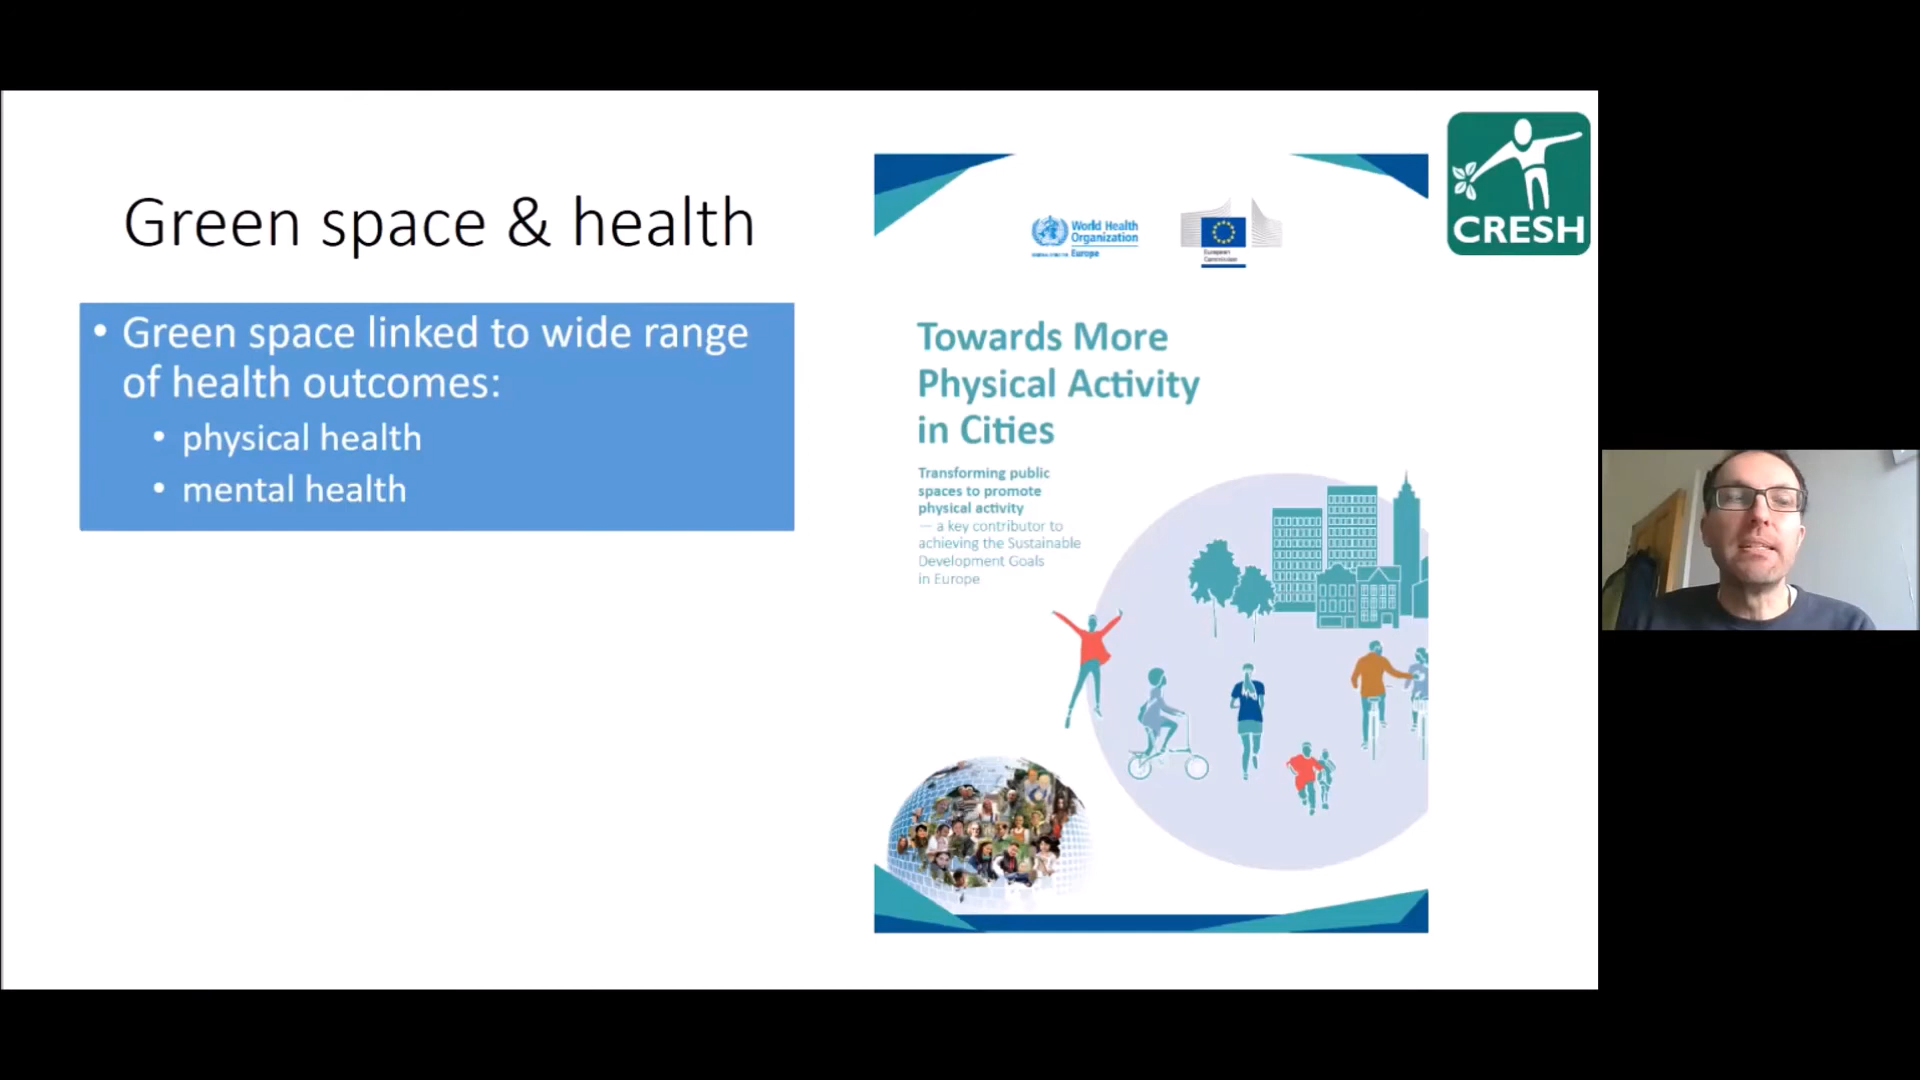 Green space & health
• Green space linked to wide range
of health outcomes:
• physical health
• mental health
World Health
Organization
Europe
European
Commission
Towards More
Physical Activity
in Cities
Transforming public
spaces to promote
physical activity
— a key contributor to
achieving the Sustainable
Development Goals
in Europe
CRESH